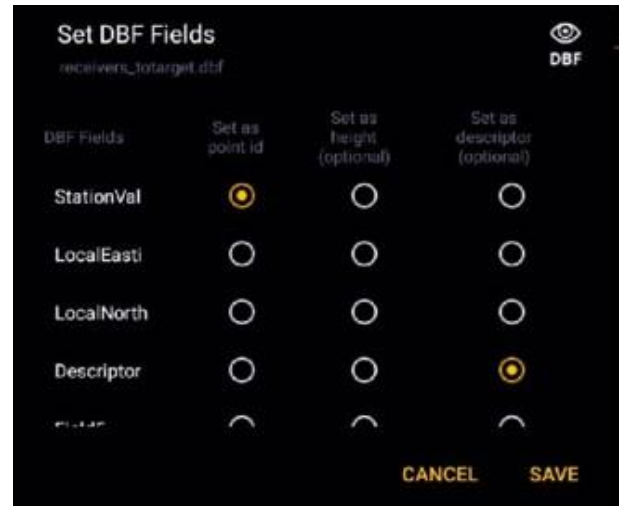 Set DBF Fields
DBF
receivers_totarget.dbf
DBF Fields
Set as
point id
Set as
height
(optional)
Set as
descriptor
(optional)
StationVal
LocalEasti
LocalNorth
Descriptor
CANCEL SAVE